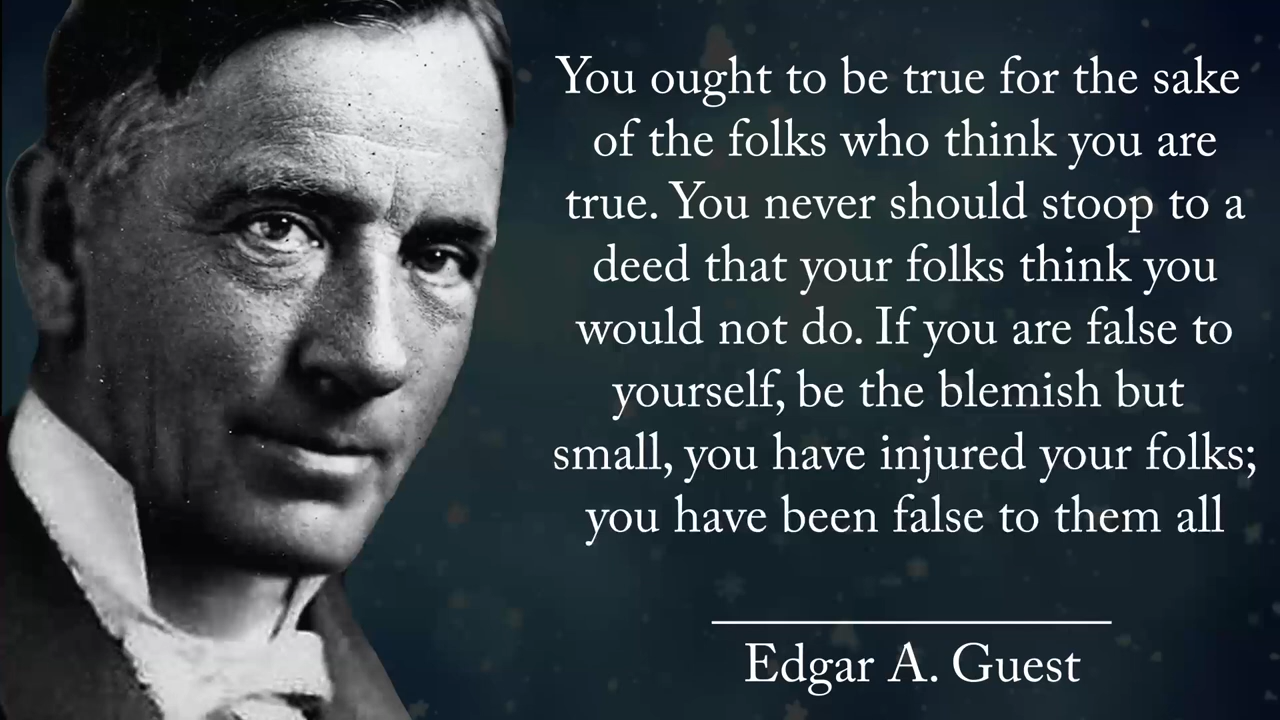 You ought to be true for the sake
of the folks who think you are
true. You never should stoop to a
deed that your folks think you
would not do. If you are false to
yourself, be the blemish but
small, you have injured your folks;
you have been false to them all
Edgar A. Guest